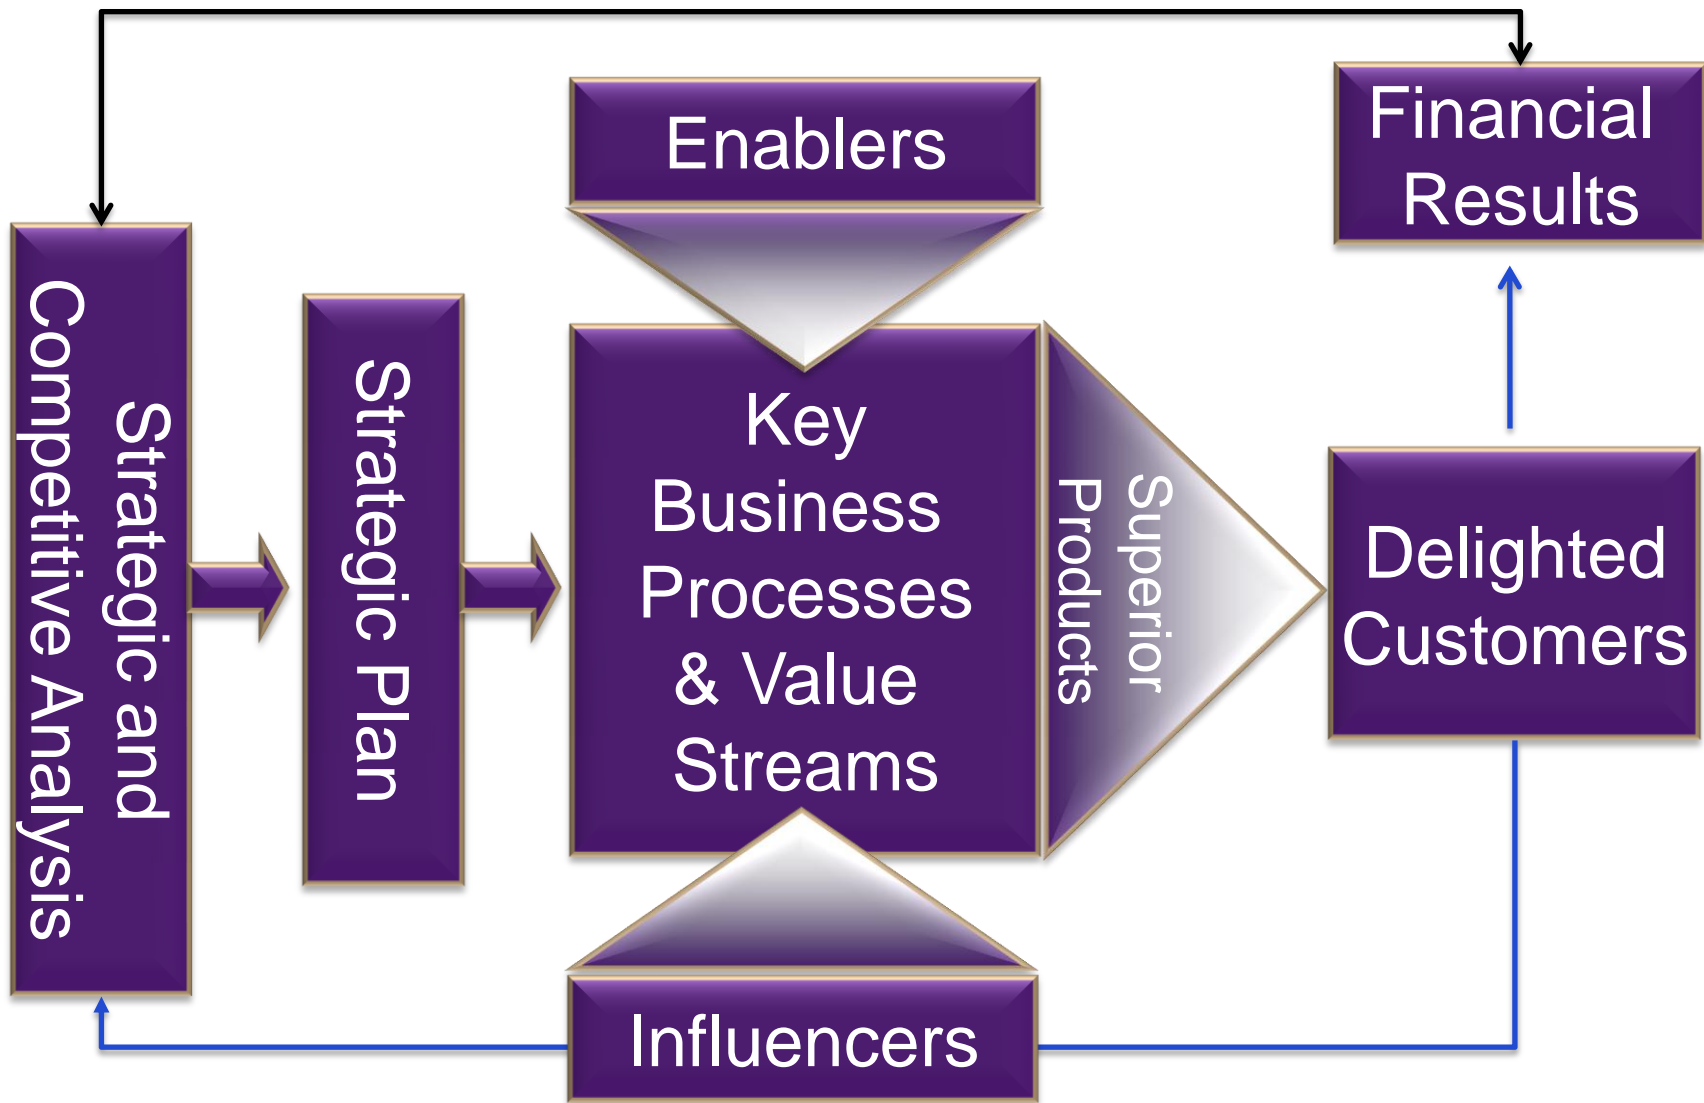 Enablers
Financial
Results
Strategic and
Competitive Analysis
Strategic Plan
Key
Business
Processes
& Value
Streams
Superior
Products
Delighted
Customers
Influencers